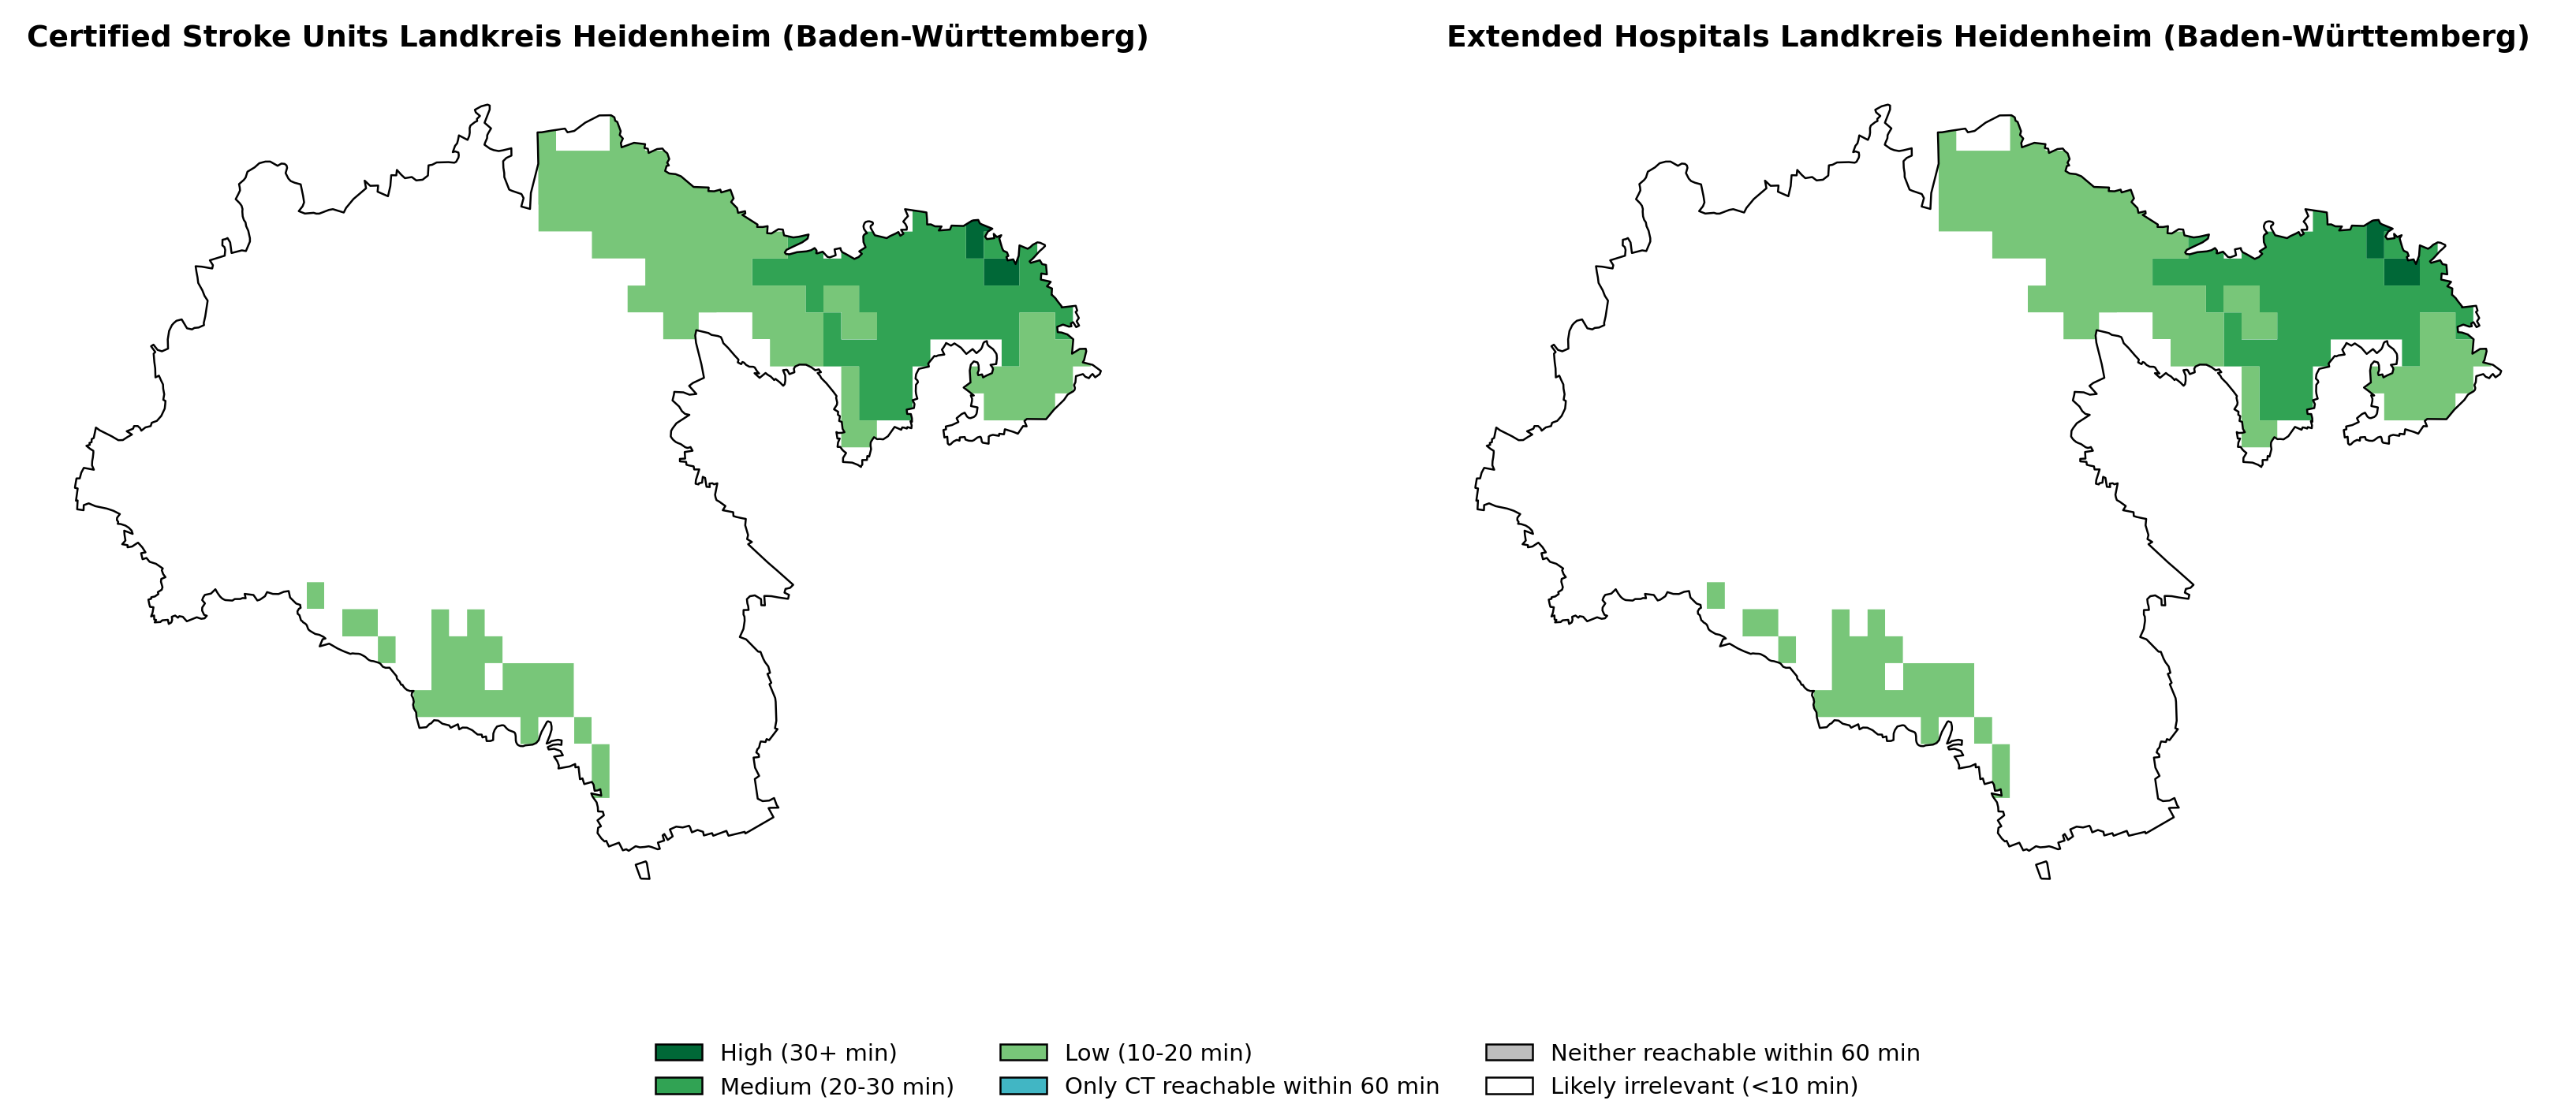 Certified Stroke Units Landkreis Heidenheim (Baden-Württemberg)
Extended Hospitals Landkreis Heidenheim (Baden-Württemberg)
High (30+ min)
Medium (20-30 min)
Low (10-20 min)
Only CT reachable within 60 min
Neither reachable within 60 min
Likely irrelevant (<10 min)